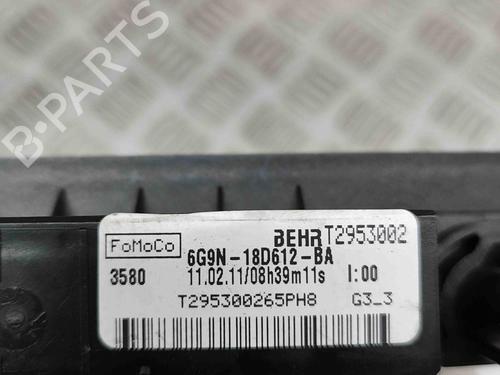 B-PARTS
FoMoCo
BEHR T2953002
6G9N-18D612-BA
3580 11.02.11/08h39m11s I:00
T295300265PH8 G3_3